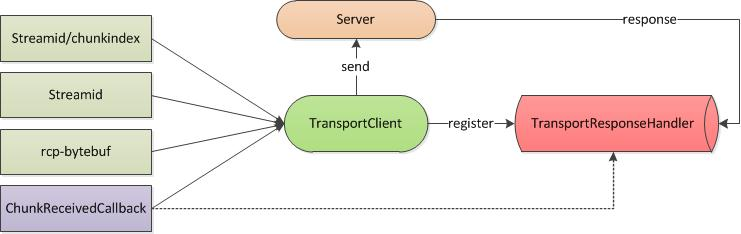 Streamid/chunkindex
Streamid
rcp-bytebuf
ChunkReceivedCallback
Server
response
send
TransportClient
register
TransportResponseHandler